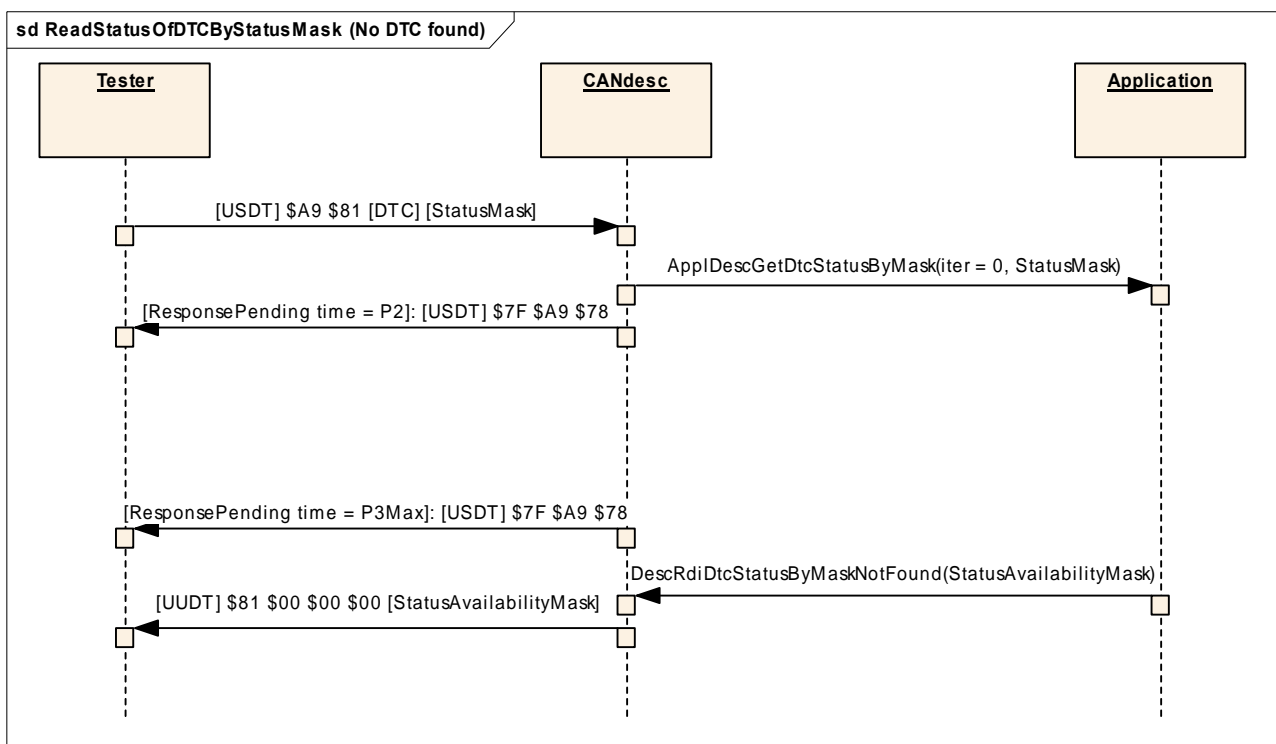 sd ReadStatusOfDTCByStatusMask (No DTC found)
Tester
CANdesc
Application
[USDT] $A9 $81 [DTC] [StatusMask]
ApplDescGetDtcStatusByMask(iter = 0, StatusMask)
[ResponsePending time = P2]: [USDT] $7F $A9 $78
[ResponsePending time = P3Max]: [USDT] $7F $A9 $78
DescRdiDtcStatusByMaskNotFound(StatusAvailabilityMask)
[UUDT] $81 $00 $00 $00 [StatusAvailabilityMask]